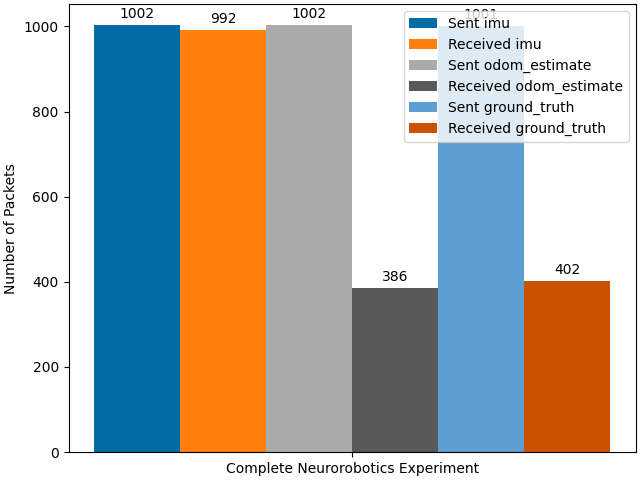 1002
992
1002
1001
386
402
Sent imu
Received imu
Sent odom_estimate
Received odom_estimate
Sent ground_truth
Received ground_truth
Number of Packets
1000
800
600
400
200
0
Complete Neurorobotics Experiment